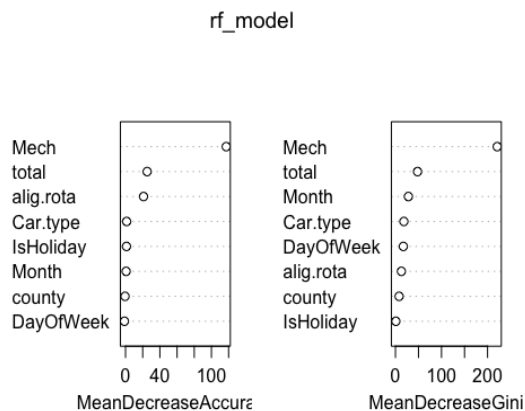 rf_model
Mech
total
alig.rota
Car.type
IsHoliday
Month
county
DayOfWeek
0 40 100
MeanDecreaseAccura
Mech
total
Month
Car.type
DayOfWeek
alig.rota
county
IsHoliday
0 100 200
MeanDecreaseGini